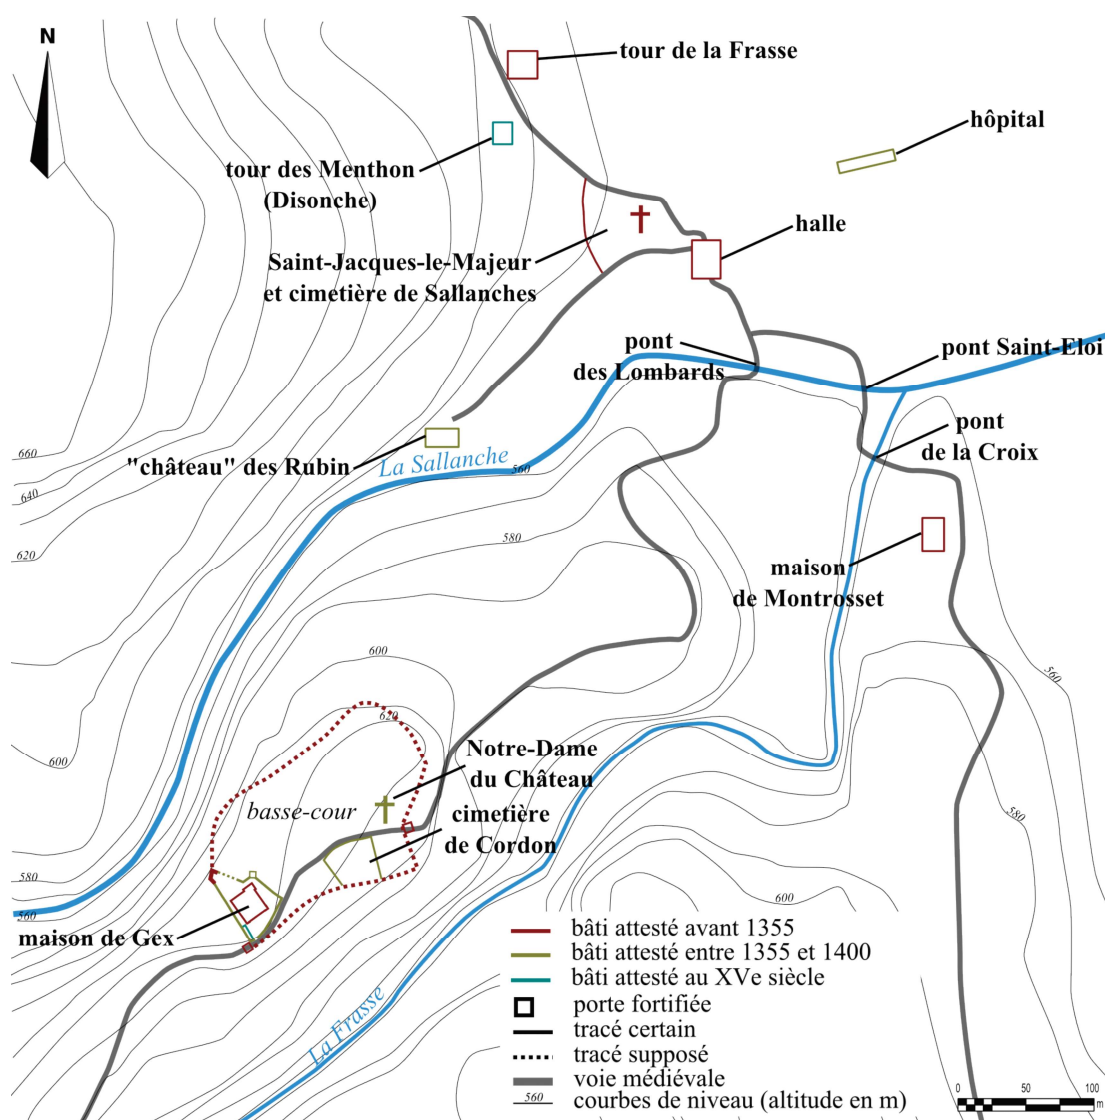 N
tour de la Frasse
hôpital
tour des Menthon
(Disonche)
halle
Saint-Jacques-le-Majeur
et cimetière de Sallanches
pont
des Lombards
pont Saint-Eloi
pont
de la Croix
"château" des Rubin
La Sallanche
560
660
640
620
580
maison
de Montrosset
600
620
560
600
Notre-Dame
du Château
basse-cour
cimetière
de Cordon
580
580
560
600
maison de Gex
La Frasse
bâti attesté avant 1355
bâti attesté entre 1355 et 1400
bâti attesté au XVe siècle
porte fortifiée
tracé certain
tracé supposé
voie médiévale
560 courbes de niveau (altitude en m)
0 50 100
m